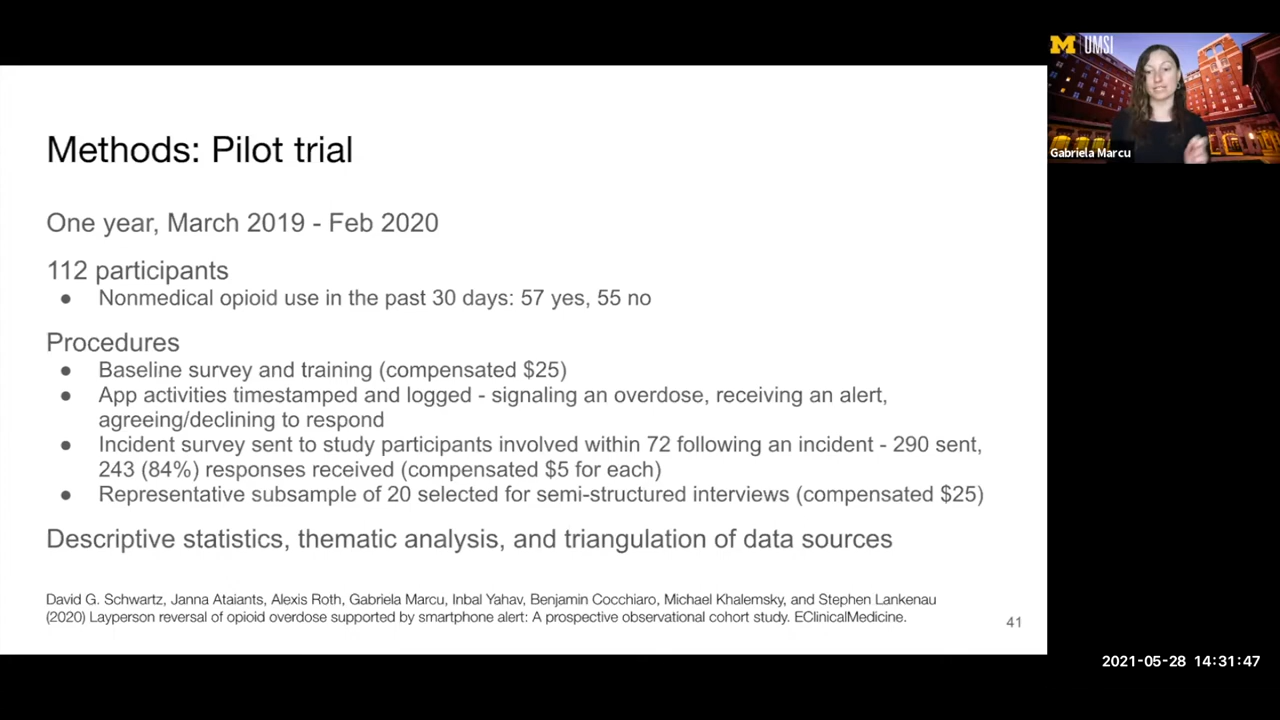 M | UMSI
Gabriela Marcu
Methods: Pilot trial
One year, March 2019 - Feb 2020
112 participants
● Nonmedical opioid use in the past 30 days: 57 yes, 55 no
Procedures
● Baseline survey and training (compensated $25)
● App activities timestamped and logged - signaling an overdose, receiving an alert,
agreeing/declining to respond
● Incident survey sent to study participants involved within 72 following an incident - 290 sent,
243 (84%) responses received (compensated $5 for each)
● Representative subsample of 20 selected for semi-structured interviews (compensated $25)
Descriptive statistics, thematic analysis, and triangulation of data sources
David G. Schwartz, Janna Ataiants, Alexis Roth, Gabriela Marcu, Inbal Yahav, Benjamin Cocchiaro, Michael Khalemsky, and Stephen Lankenau
(2020) Layperson reversal of opioid overdose supported by smartphone alert: A prospective observational cohort study. EClinicalMedicine.
41
2021-05-28 14:31:47